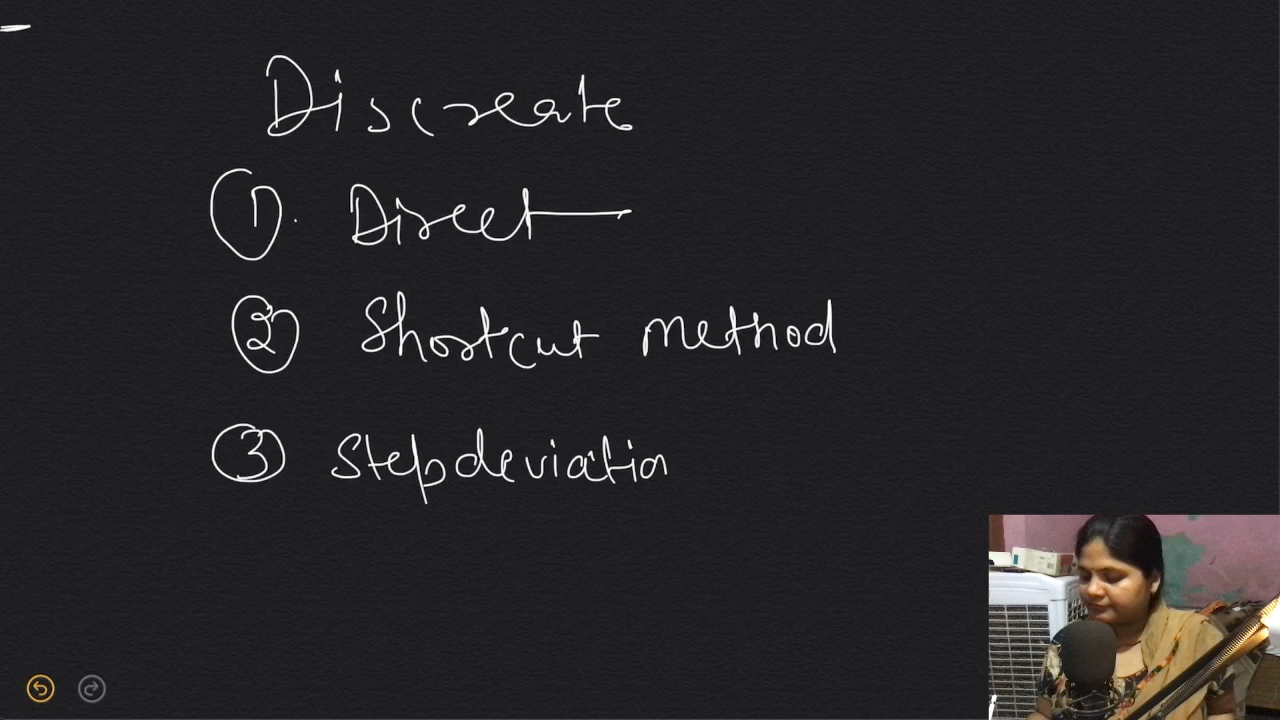 Discreate
① Direct
② Shortcut method
③ Stepdeviation